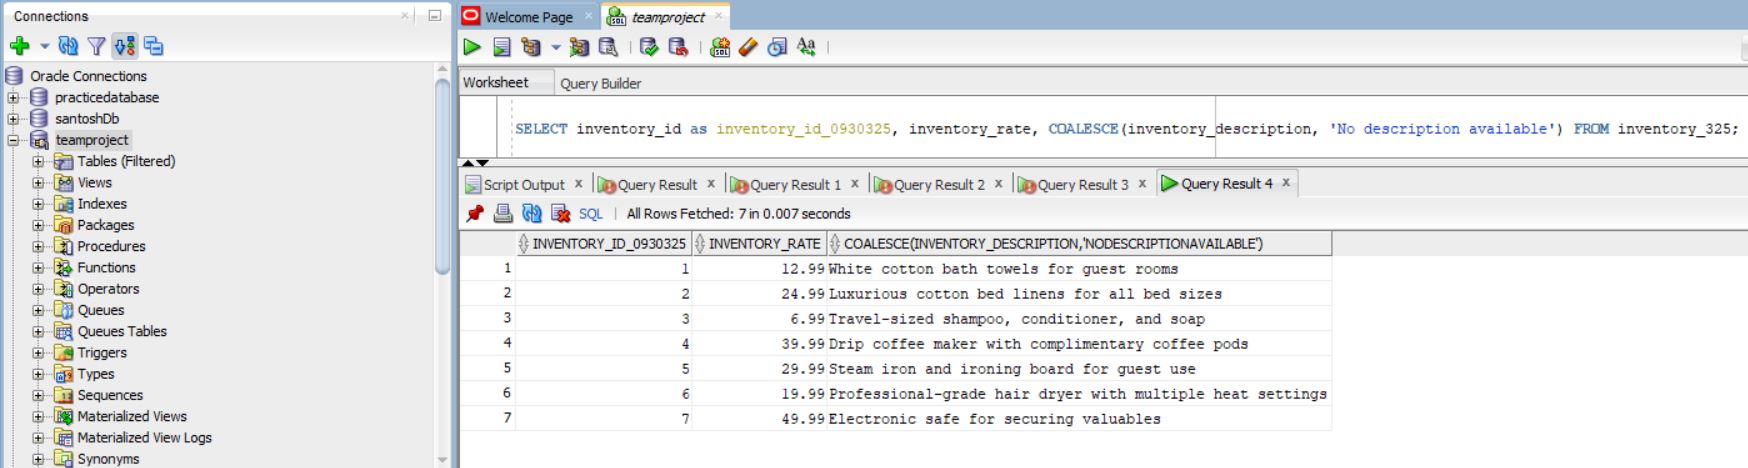 Connections
Oracle Connections
practicedatabase
santoshDb
teamproject
Tables (Filtered)
Views
Indexes
Packages
Procedures
Functions
Operators
Queues
Queues Tables
Triggers
Types
Sequences
Materialized Views
Materialized View Logs
Synonyms
Welcome Page teamproject
Worksheet Query Builder
SELECT inventory_id as inventory_id_0930325, inventory_rate, COALESCE(inventory_description, 'No description available') FROM inventory_325;
Script Output Query Result Query Result 1 Query Result 2 Query Result 3 Query Result 4
SQL All Rows Fetched: 7 in 0.007 seconds
INVENTORY_ID_0930325 INVENTORY_RATE COALESCE(INVENTORY_DESCRIPTION,'NODESCRIPTIONAVAILABLE')
1 1 12.99 White cotton bath towels for guest rooms
2 2 24.99 Luxurious cotton bed linens for all bed sizes
3 3 6.99 Travel-sized shampoo, conditioner, and soap
4 4 39.99 Drip coffee maker with complimentary coffee pods
5 5 29.99 Steam iron and ironing board for guest use
6 6 19.99 Professional-grade hair dryer with multiple heat settings
7 7 49.99 Electronic safe for securing valuables